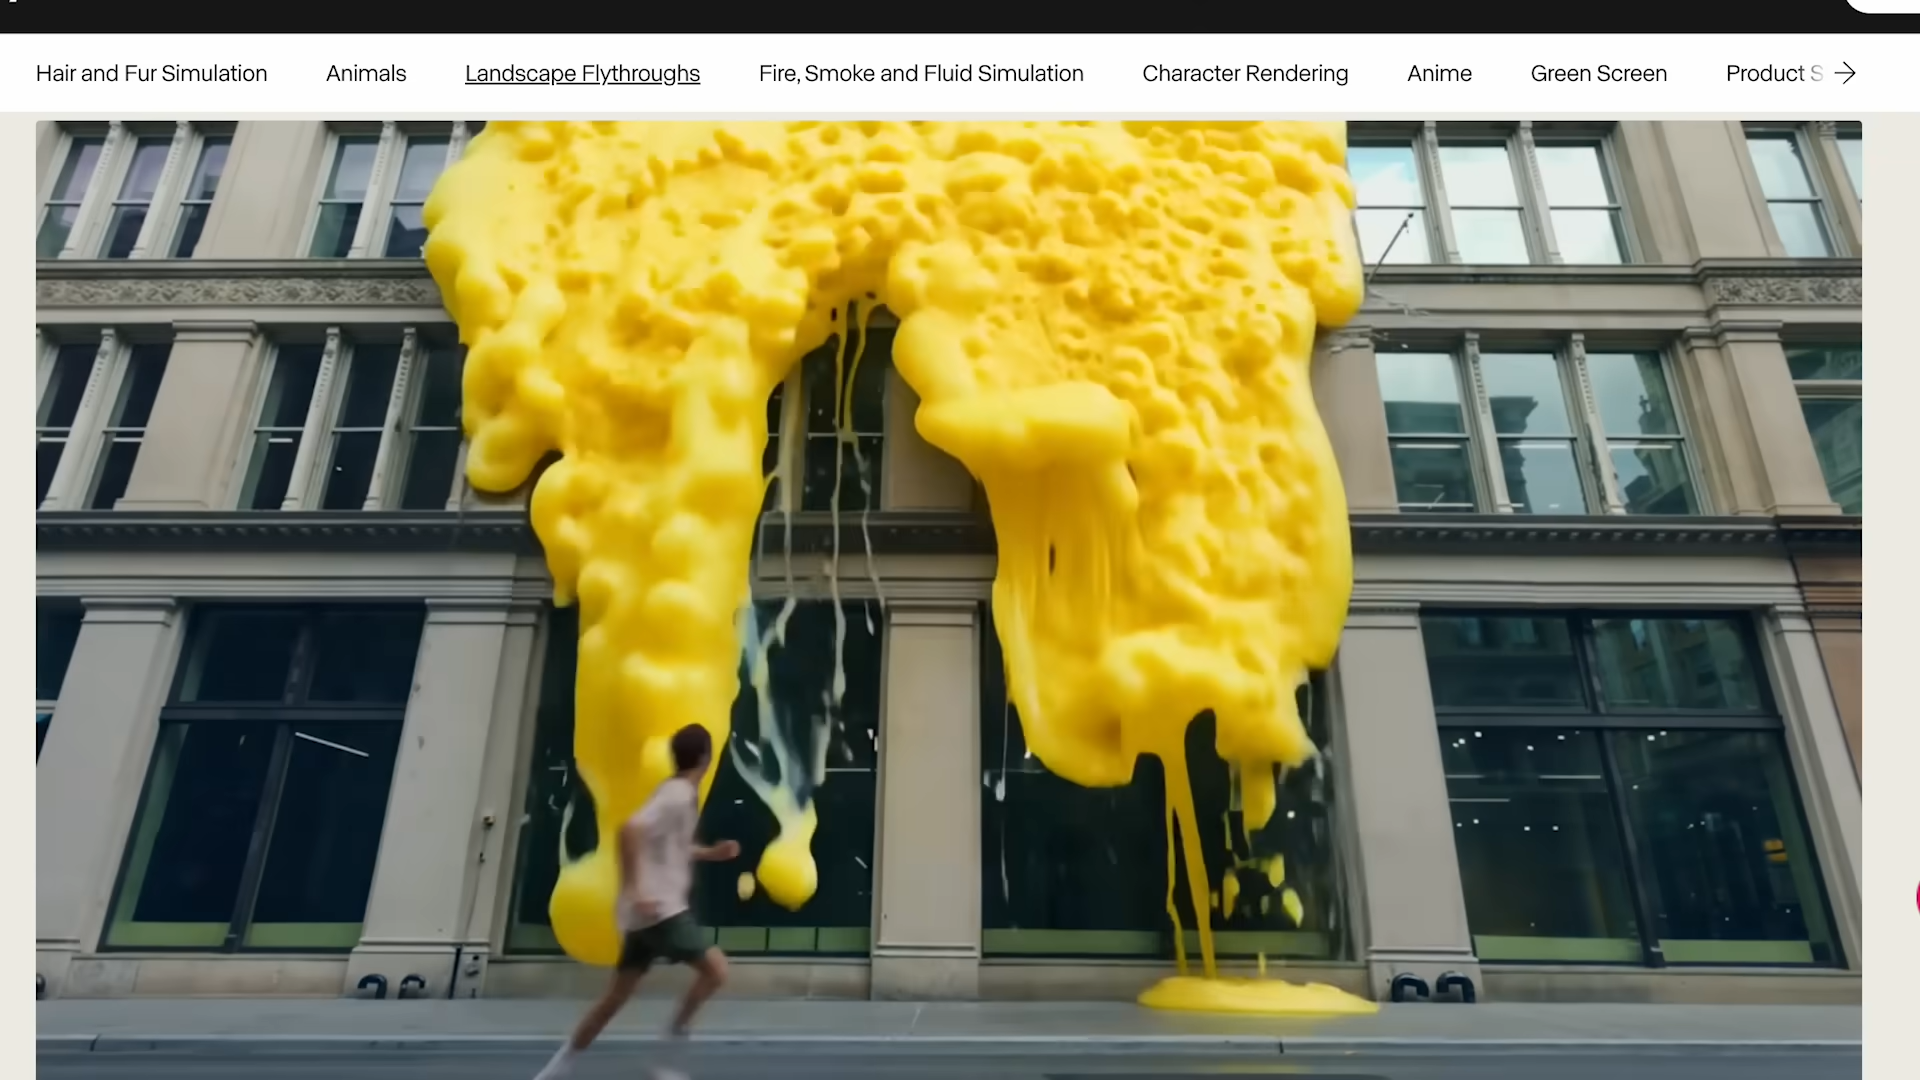 Hair and Fur Simulation
Animals
Landscape Flythroughs
Fire, Smoke and Fluid Simulation
Character Rendering
Anime
Green Screen
Product